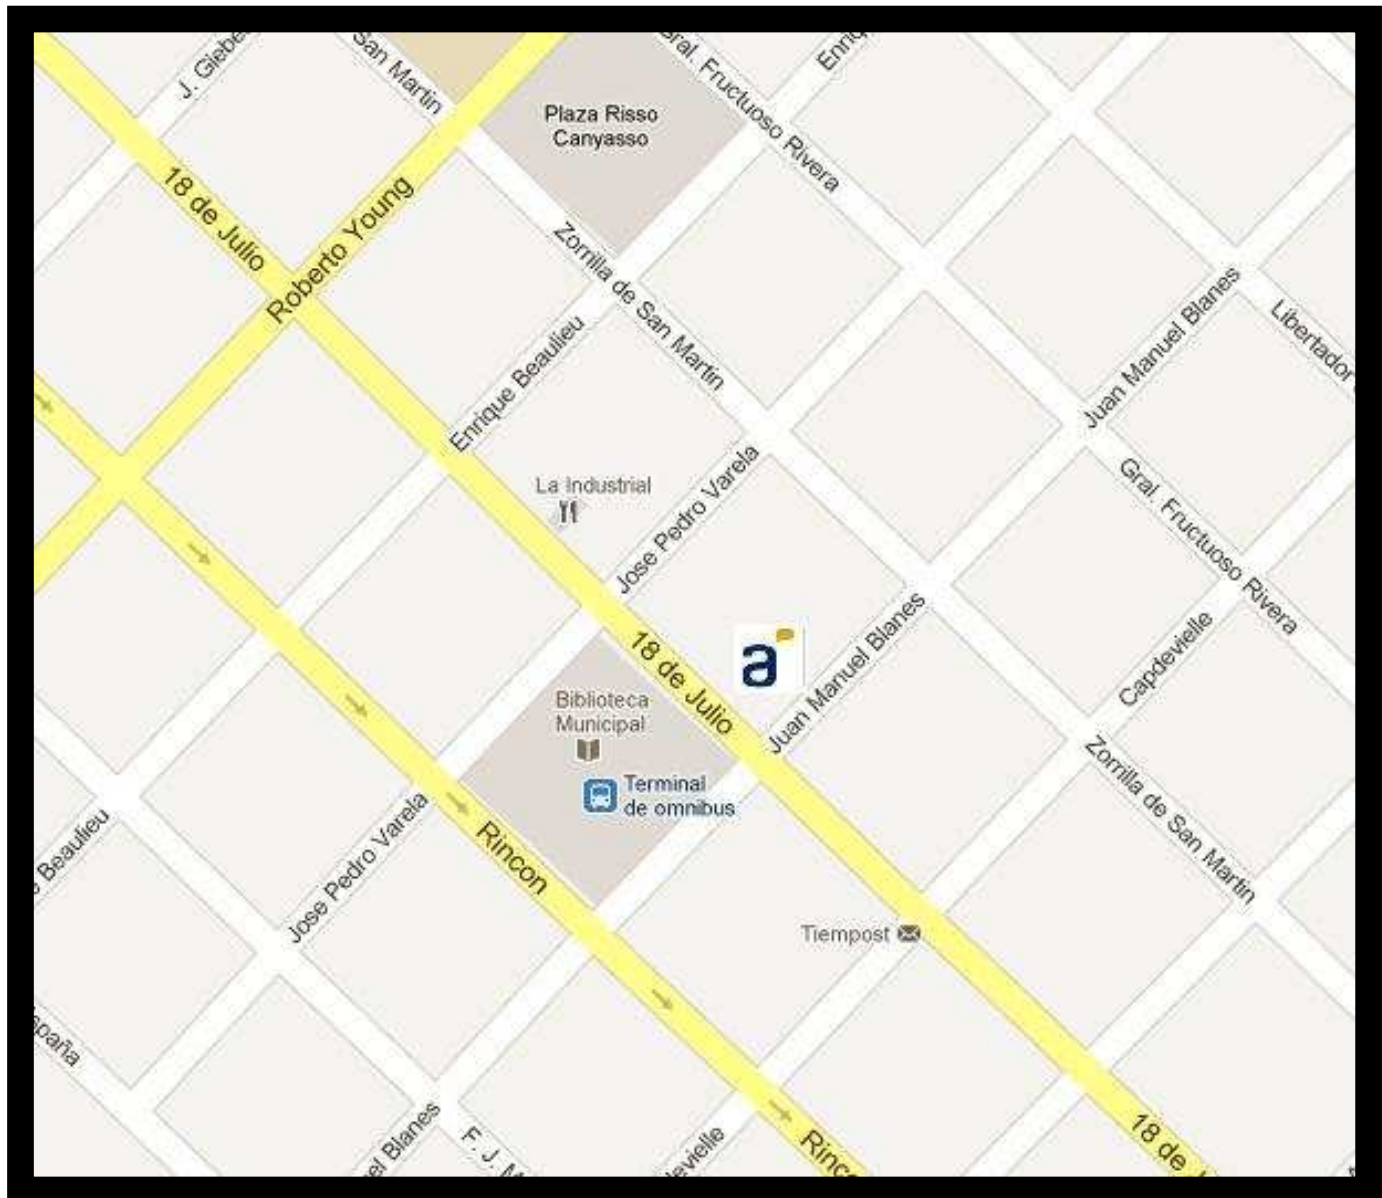 J. Giebe
San Martin
Gral. Fructuoso Rivera
Enriq
Plaza Risso
Canyasso
18 de Julio
Roberto Young
Zorrilla de San Martin
Enrique Beaulieu
Juan Manuel Blanes
Libertador
La Industrial
Jose Pedro Varela
Gral. Fructuoso Rivera
18 de Julio
a
Juan Manuel Blanes
Capdevielle
Biblioteca
Municipal
Terminal
de omnibus
Zorrilla de San Martin
e Beaulieu
Jose Pedro Varela
Rincon
Tiempost
spaña
el Blanes
F. J. M
evielle
Rinco
18 de J